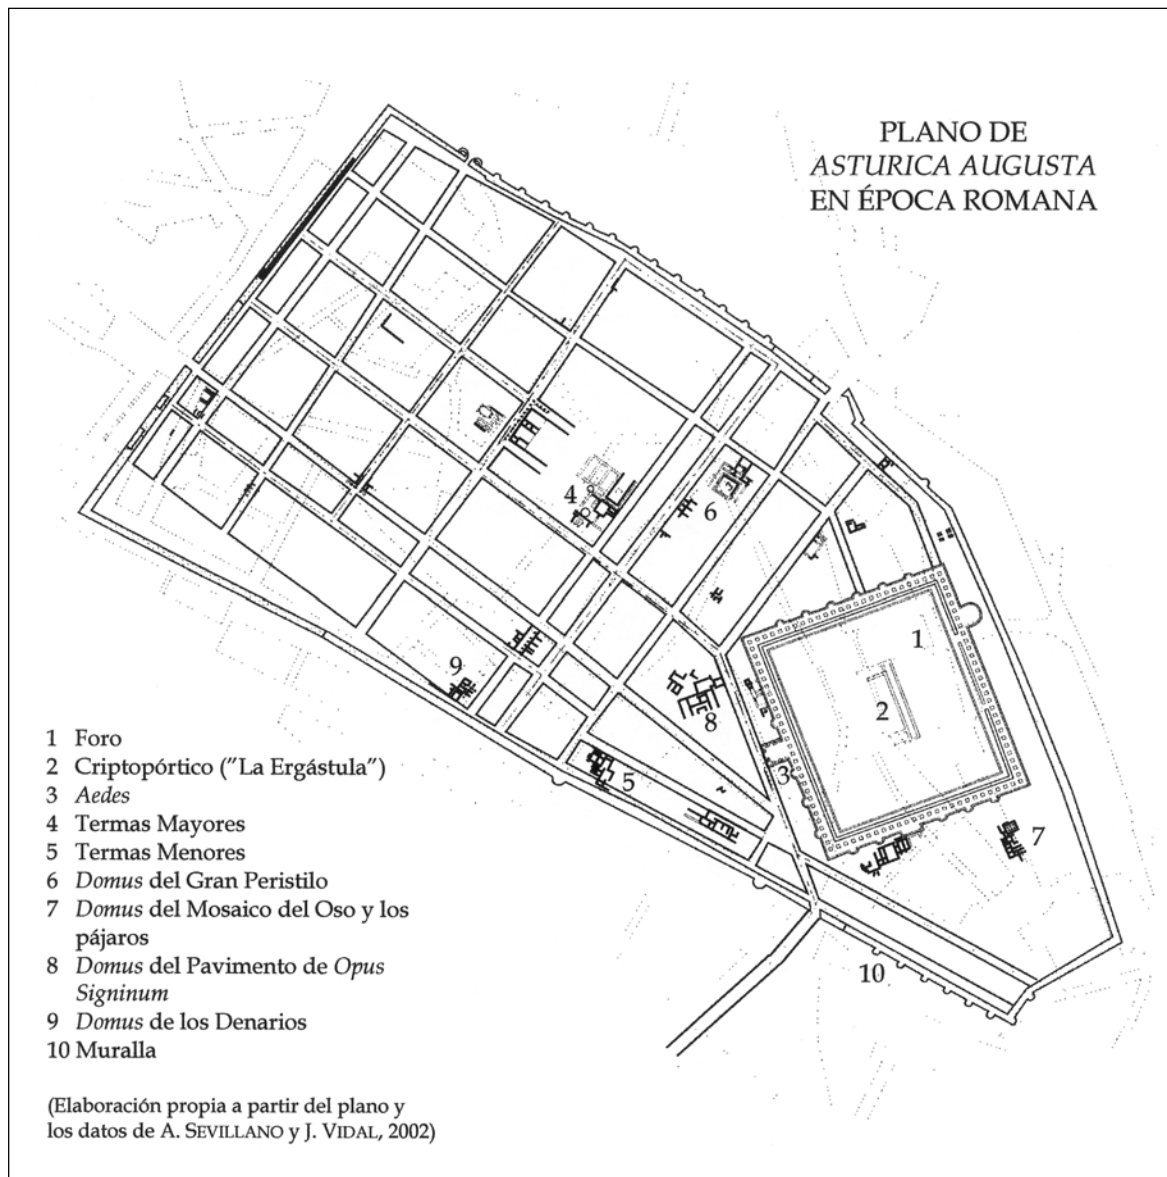 PLANO DE
ASTURICA AUGUSTA
EN ÉPOCA ROMANA
1
2
3
4
5
6
7
8
9
10
1 Foro
2 Criptopórtico ("La Ergástula")
3 Aedes
4 Termas Mayores
5 Termas Menores
6 Domus del Gran Peristilo
7 Domus del Mosaico del Oso y los
pájaros
8 Domus del Pavimento de Opus
Signinum
9 Domus de los Denarios
10 Muralla
(Elaboración propia a partir del plano y
los datos de A. SEVILLANO y J. VIDAL, 2002)